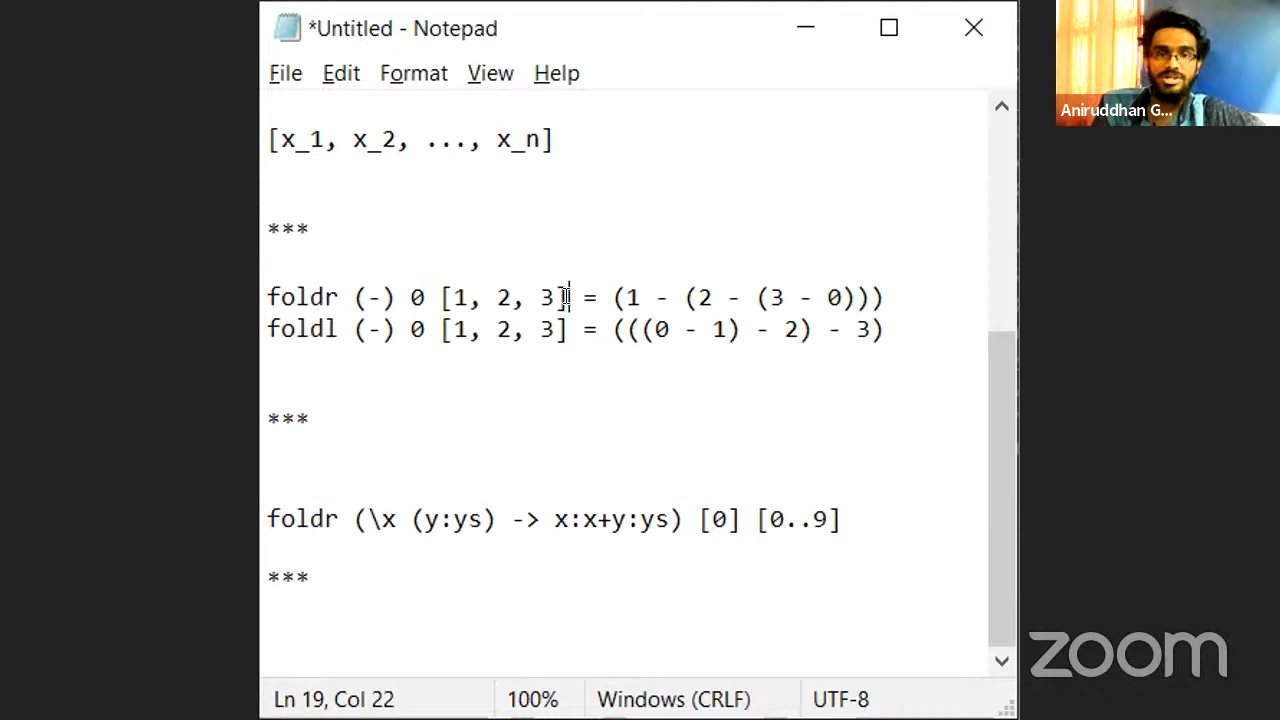 *Untitled - Notepad
File Edit Format View Help
[x_1, x_2, ..., x_n]
***
foldr (-) 0 [1, 2, 3] = (1 - (2 - (3 - 0)))
foldl (-) 0 [1, 2, 3] = (((0 - 1) - 2) - 3)
***
foldr (\x (y:ys) -> x:x+y:ys) [0] [0..9]
***
Ln 19, Col 22 100% Windows (CRLF) UTF-8
Aniruddhan G...
zoom